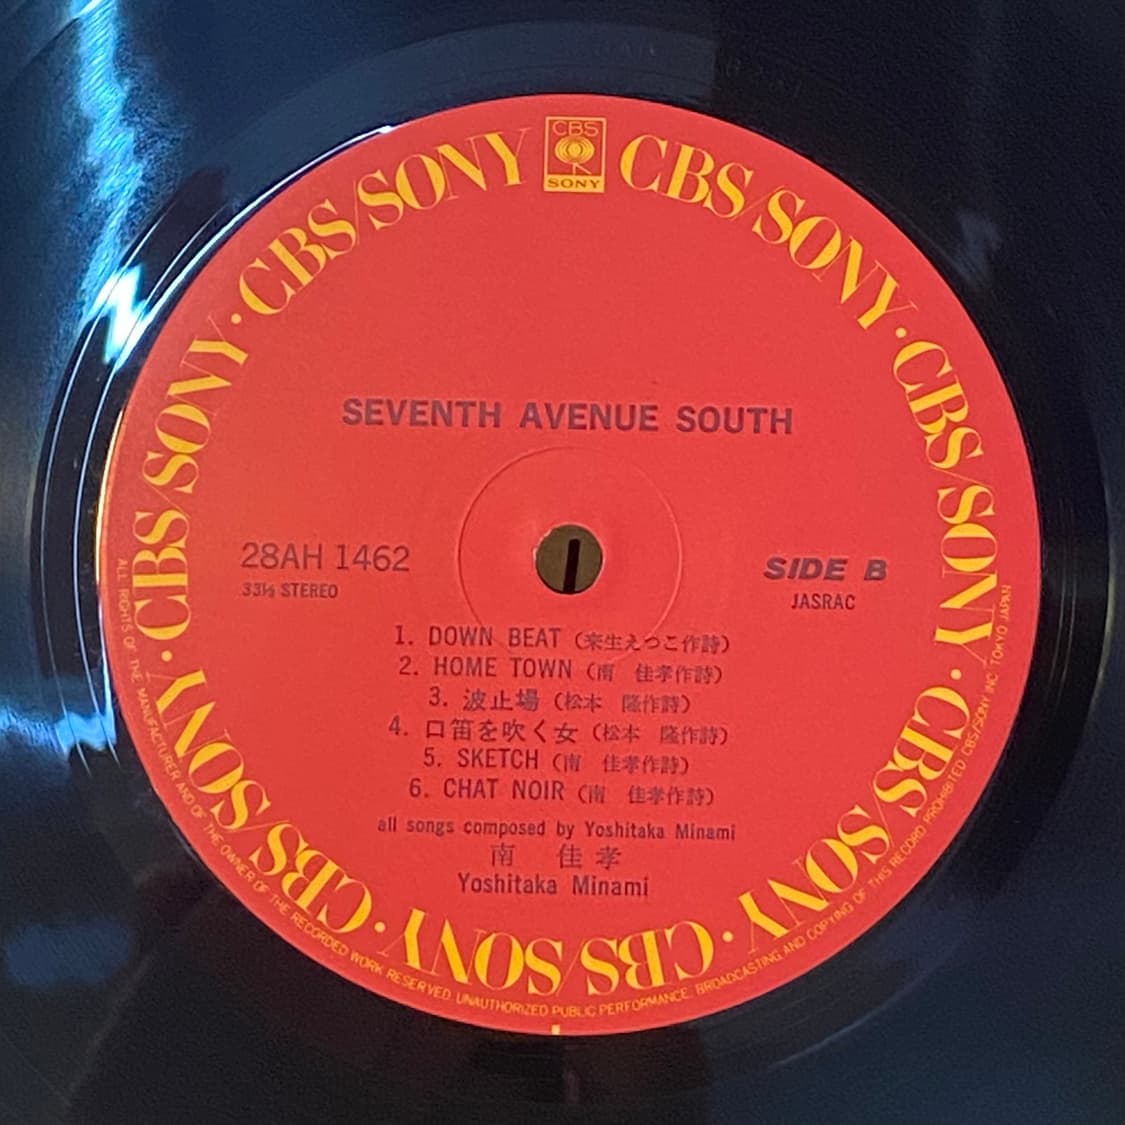 CBS
SONY
CBS/SONY · CBS/SONY · CBS/SONY · CBS/SONY · CBS/SONY · CBS/SONY · CBS/SONY · CBS/SONY
SEVENTH AVENUE SOUTH
28AH 1462
33⅓ STEREO
SIDE B
JASRAC
1. DOWN BEAT (来生えつこ作詩)
2. HOME TOWN (南 佳孝作詩)
3. 波止場 (松本 隆作詩)
4. 口笛を吹く女 (松本 隆作詩)
5. SKETCH (南 佳孝作詩)
6. CHAT NOIR (南 佳孝作詩)
all songs composed by Yoshitaka Minami
南 佳孝
Yoshitaka Minami
ALL RIGHTS OF THE MANUFACTURER AND OF THE OWNER OF THE RECORDED WORK RESERVED. UNAUTHORIZED PUBLIC PERFORMANCE, BROADCASTING AND COPYING OF THIS RECORD PROHIBITED CBS/SONY INC. TOKYO JAPAN